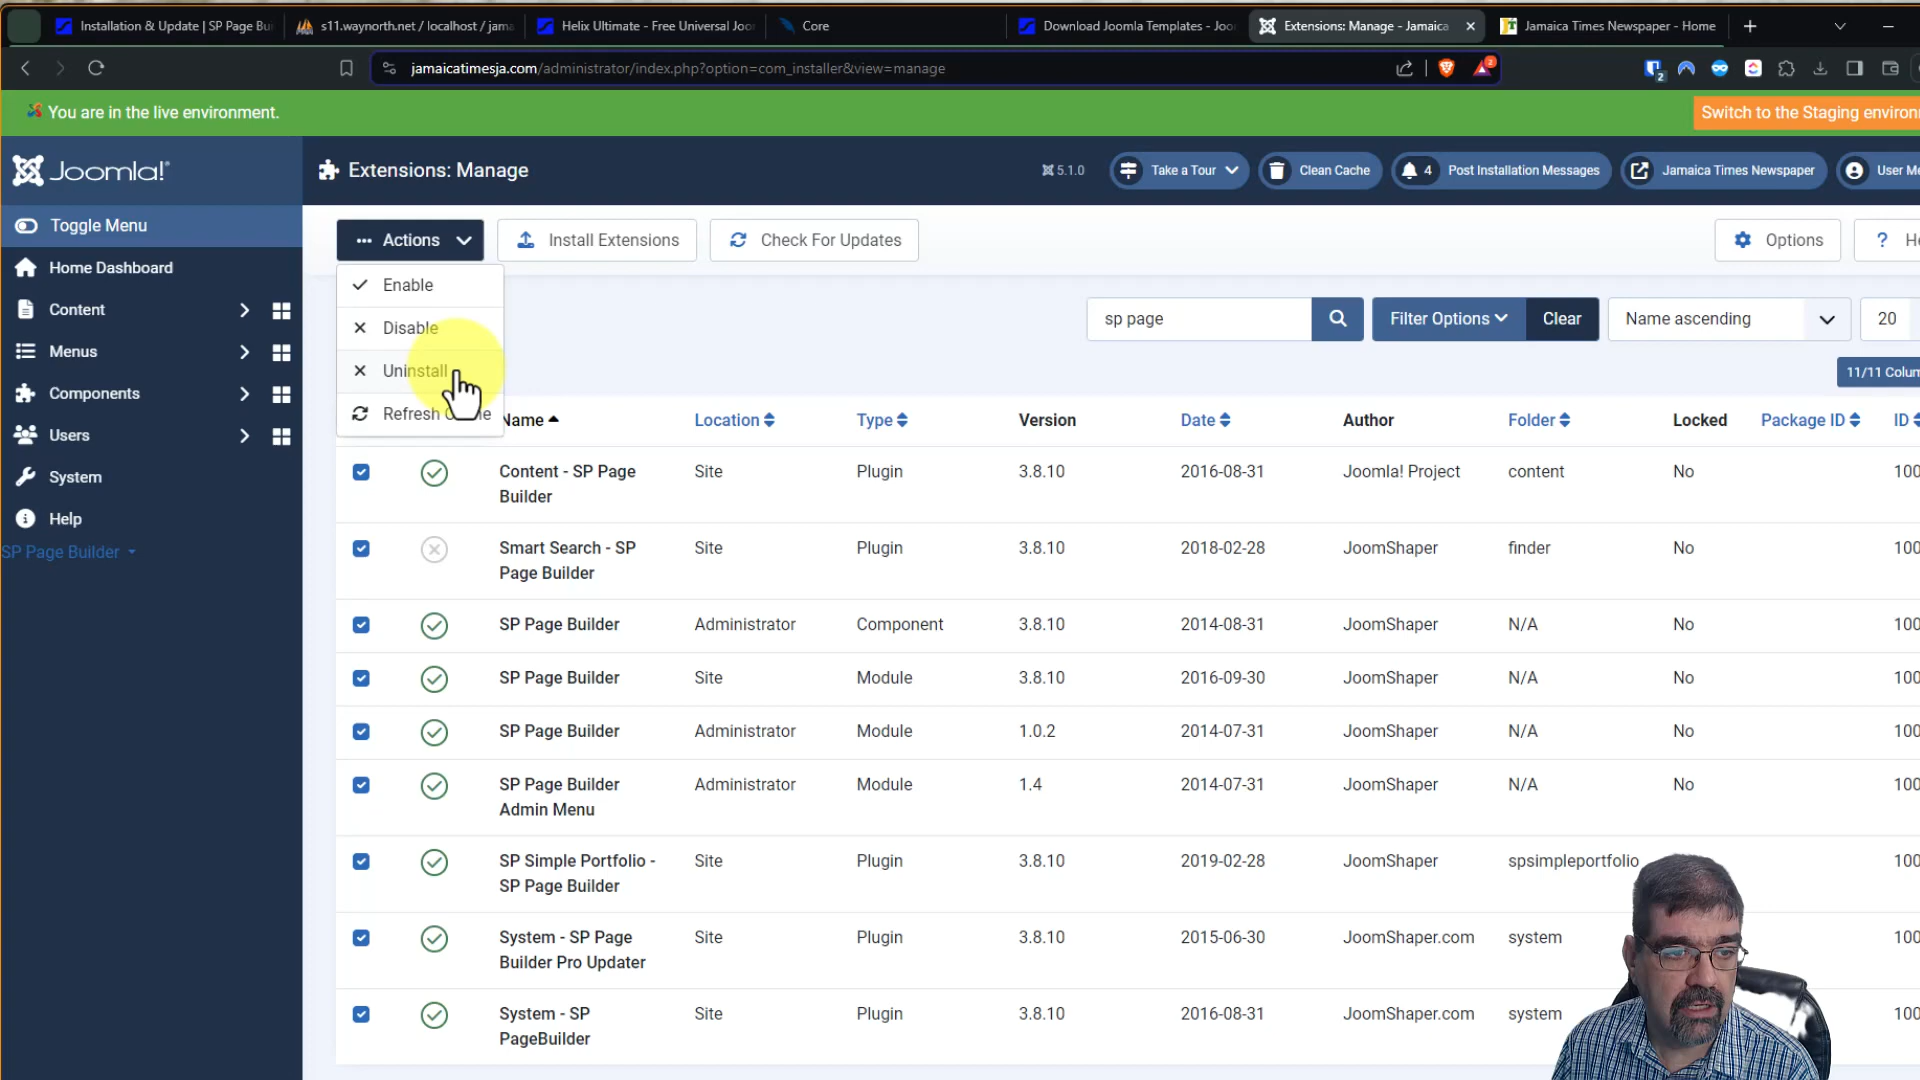 Installation & Update | SP Page Bui
s11.waynorth.net / localhost / jama
Helix Ultimate - Free Universal Joo
Core
Download Joomla Templates - Joo
Extensions: Manage - Jamaica
Jamaica Times Newspaper - Home
jamaicatimesja.com/administrator/index.php?option=com_installer&view=manage
2
2
You are in the live environment.
Switch to the Staging environ
Joomla!
Extensions: Manage
5.1.0
Take a Tour
Clean Cache
4 Post Installation Messages
Jamaica Times Newspaper
User Me
Toggle Menu
Home Dashboard
Content
Menus
Components
Users
System
Help
SP Page Builder
Actions
Install Extensions
Check For Updates
Options
? He
Enable
Disable
Uninstall
Refresh
sp page
Filter Options
Clear
Name ascending
20
11/11 Colum
Name
Location
Type
Version
Date
Author
Folder
Locked
Package ID
ID
Content - SP Page Builder Site Plugin 3.8.10 2016-08-31 Joomla! Project content No 100
Smart Search - SP Page Builder Site Plugin 3.8.10 2018-02-28 JoomShaper finder No 100
SP Page Builder Administrator Component 3.8.10 2014-08-31 JoomShaper N/A No 100
SP Page Builder Site Module 3.8.10 2016-09-30 JoomShaper N/A No 100
SP Page Builder Administrator Module 1.0.2 2014-07-31 JoomShaper N/A No 100
SP Page Builder Admin Menu Administrator Module 1.4 2014-07-31 JoomShaper N/A No 100
SP Simple Portfolio - SP Page Builder Site Plugin 3.8.10 2019-02-28 JoomShaper spsimpleportfolio No 100
System - SP Page Builder Pro Updater Site Plugin 3.8.10 2015-06-30 JoomShaper.com system No 100
System - SP PageBuilder Site Plugin 3.8.10 2016-08-31 JoomShaper.com system No 100